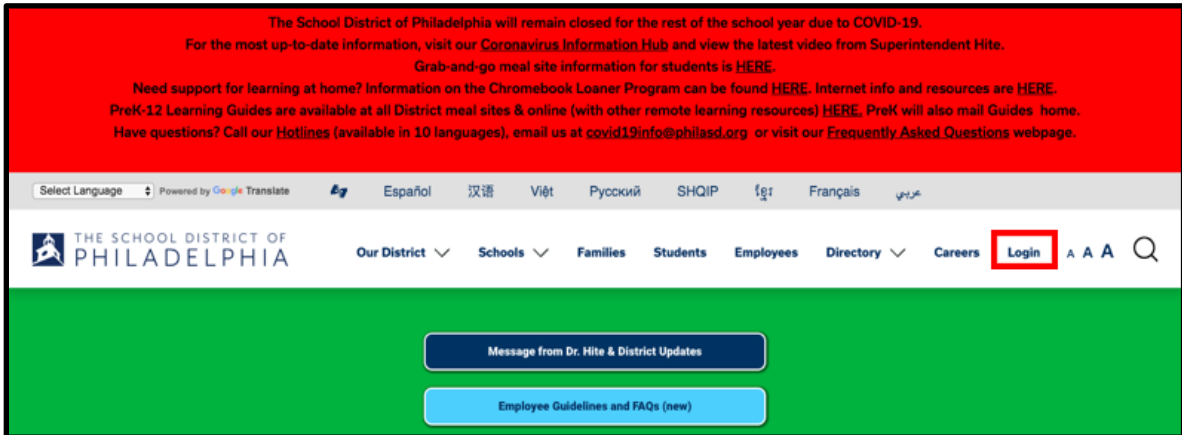 The School District of Philadelphia will remain closed for the rest of the school year due to COVID-19.
For the most up-to-date information, visit our Coronavirus Information Hub and view the latest video from Superintendent Hite.
Grab-and-go meal site information for students is HERE.
Need support for learning at home? Information on the Chromebook Loaner Program can be found HERE. Internet info and resources are HERE.
PreK-12 Learning Guides are available at all District meal sites & online (with other remote learning resources) HERE. PreK will also mail Guides home.
Have questions? Call our Hotlines (available in 10 languages), email us at covid19info@philasd.org or visit our Frequently Asked Questions webpage.
Select Language Powered by Google Translate Español 汉语 Việt Русский SHQIP ខ្មែរ Français عربي
THE SCHOOL DISTRICT OF
PHILADELPHIA
Our District Schools Families Students Employees Directory Careers Login A A A
Message from Dr. Hite & District Updates
Employee Guidelines and FAQs (new)